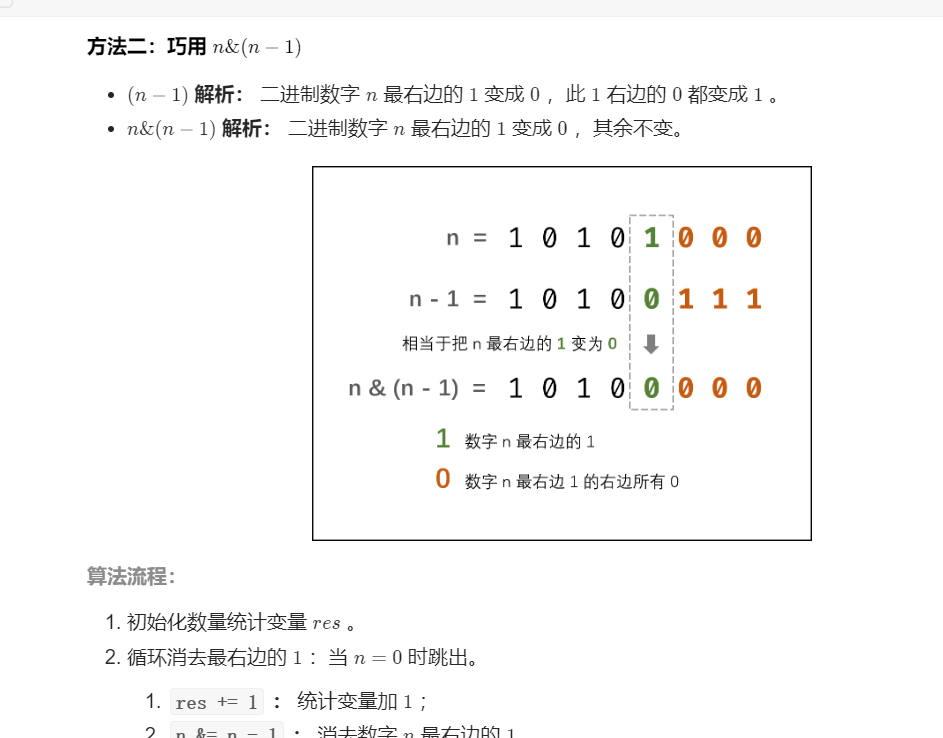 方法二：巧用 n&(n − 1)
• (n − 1) 解析： 二进制数字 n 最右边的 1 变成 0 ，此 1 右边的 0 都变成 1 。
• n&(n − 1) 解析： 二进制数字 n 最右边的 1 变成 0 ，其余不变。
n = 1 0 1 0 1 0 0 0
n - 1 = 1 0 1 0 0 1 1 1
相当于把 n 最右边的 1 变为 0
n & (n - 1) = 1 0 1 0 0 0 0 0
1 数字 n 最右边的 1
0 数字 n 最右边 1 的右边所有 0
算法流程：
1. 初始化数量统计变量 res 。
2. 循环消去最右边的 1 ：当 n = 0 时跳出。
1. res += 1 ： 统计变量加 1 ；
2. n &= n - 1 ： 消去数字 n 最右边的 1